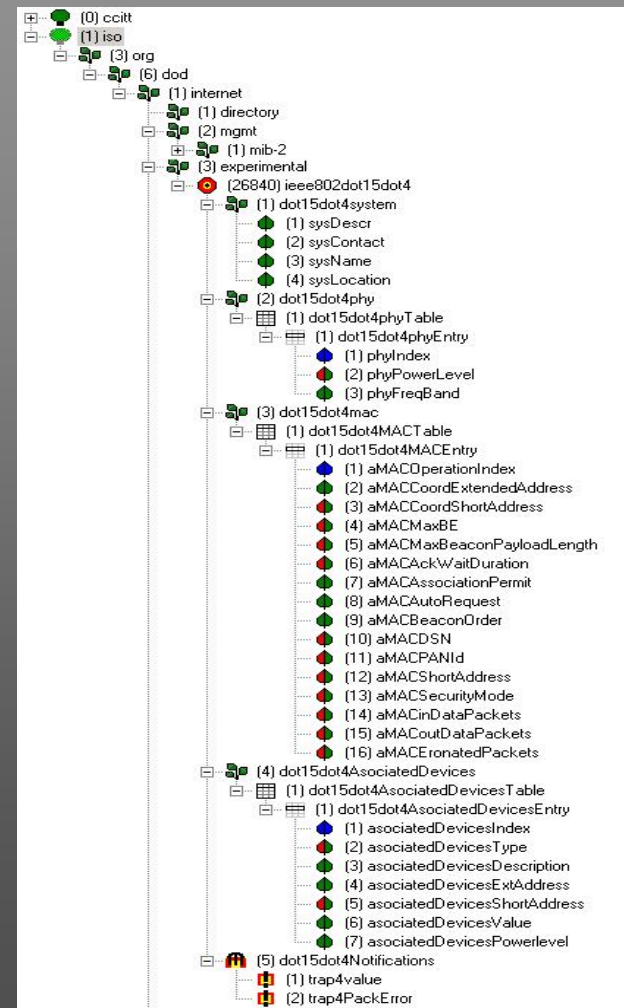 (0) ccitt
(1) iso
(3) org
(6) dod
(1) internet
(1) directory
(2) mgmt
(1) mib-2
(3) experimental
(26840) ieee802dot15dot4
(1) dot15dot4system
(1) sysDescr
(2) sysContact
(3) sysName
(4) sysLocation
(2) dot15dot4phy
(1) dot15dot4phyTable
(1) dot15dot4phyEntry
(1) phyIndex
(2) phyPowerLevel
(3) phyFreqBand
(3) dot15dot4mac
(1) dot15dot4MACTable
(1) dot15dot4MACEntry
(1) aMACOperationIndex
(2) aMACCoordExtendedAddress
(3) aMACCoordShortAddress
(4) aMACMaxBE
(5) aMACMaxBeaconPayloadLength
(6) aMACAckWaitDuration
(7) aMACAssociationPermit
(8) aMACAutoRequest
(9) aMACBeaconOrder
(10) aMACDSN
(11) aMACPANId
(12) aMACShortAddress
(13) aMACSecurityMode
(14) aMACinDataPackets
(15) aMACoutDataPackets
(16) aMACEronatedPackets
(4) dot15dot4AsociatedDevices
(1) dot15dot4AsociatedDevicesTable
(1) dot15dot4AsociatedDevicesEntry
(1) asociatedDevicesIndex
(2) asociatedDevicesType
(3) asociatedDevicesDescription
(4) asociatedDevicesExtAddress
(5) asociatedDevicesShortAddress
(6) asociatedDevicesValue
(7) asociatedDevicesPowerlevel
(5) dot15dot4Notifications
(1) trap4value
(2) trap4PackError